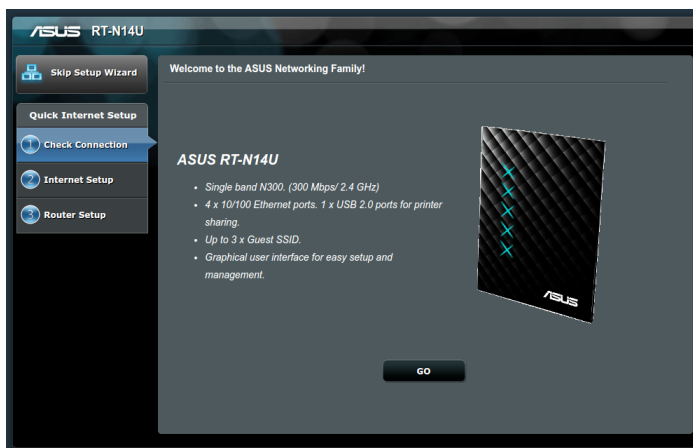 ASUS RT-N14U
Skip Setup Wizard
Quick Internet Setup
1 Check Connection
2 Internet Setup
3 Router Setup
Welcome to the ASUS Networking Family!
ASUS RT-N14U
• Single band N300. (300 Mbps/ 2.4 GHz)
• 4 x 10/100 Ethernet ports. 1 x USB 2.0 ports for printer
sharing.
• Up to 3 x Guest SSID.
• Graphical user interface for easy setup and
management.
ASUS
GO